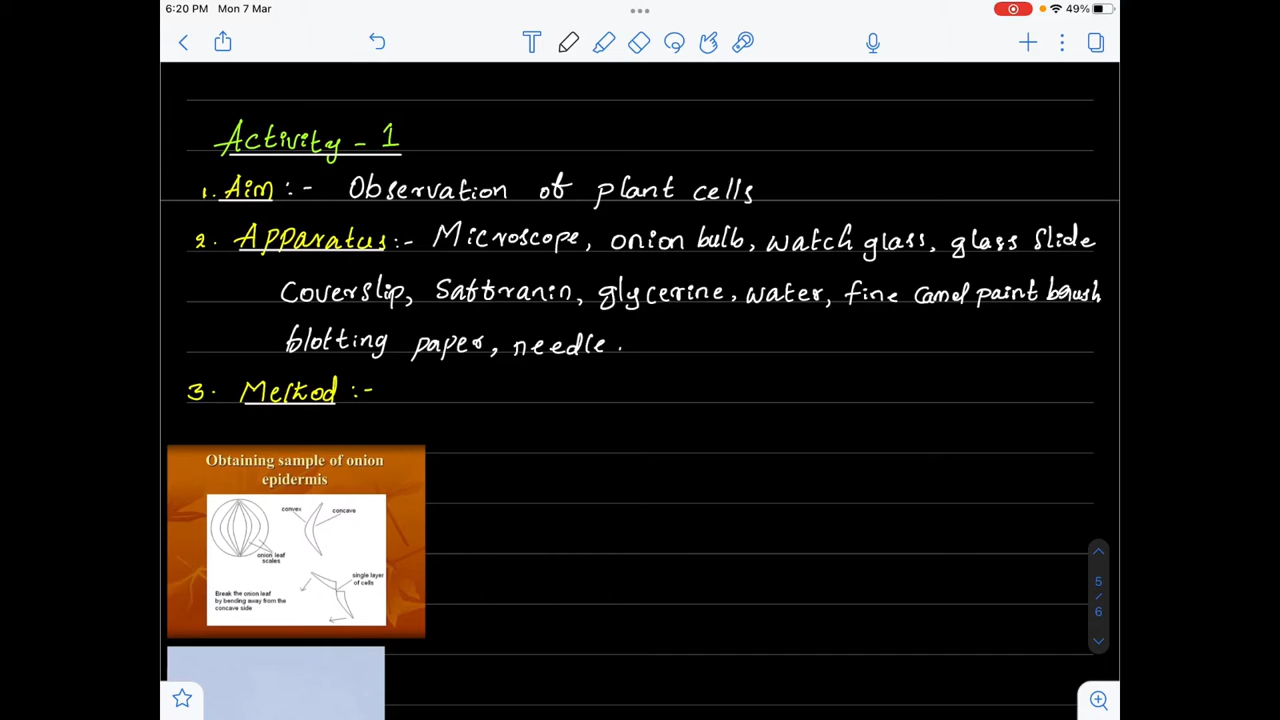 6:20 PM Mon 7 Mar
49%
Activity - 1
1. Aim :- Observation of plant cells
2. Apparatus :- Microscope, onion bulb, watch glass, glass slide
Coverslip, Saffranin, glycerine, water, fine camel paint brush
blotting paper, needle.
3. Method :-
Obtaining sample of onion
epidermis
convex
concave
onion leaf
scales
single layer
of cells
Break the onion leaf
by bending away from the
concave side
5
/
6